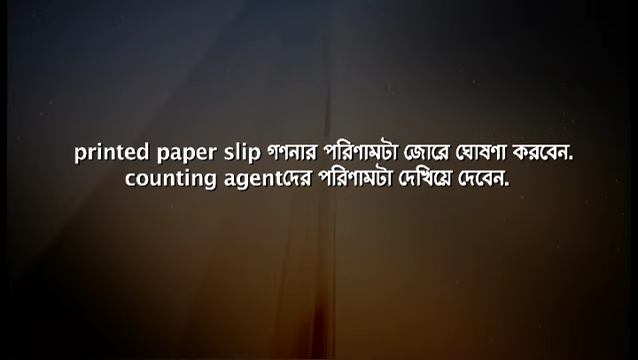 printed paper slip গণনার পরিণামটা জোরে ঘোষণা করবেন.
counting agentদের পরিণামটা দেখিয়ে দেবেন.